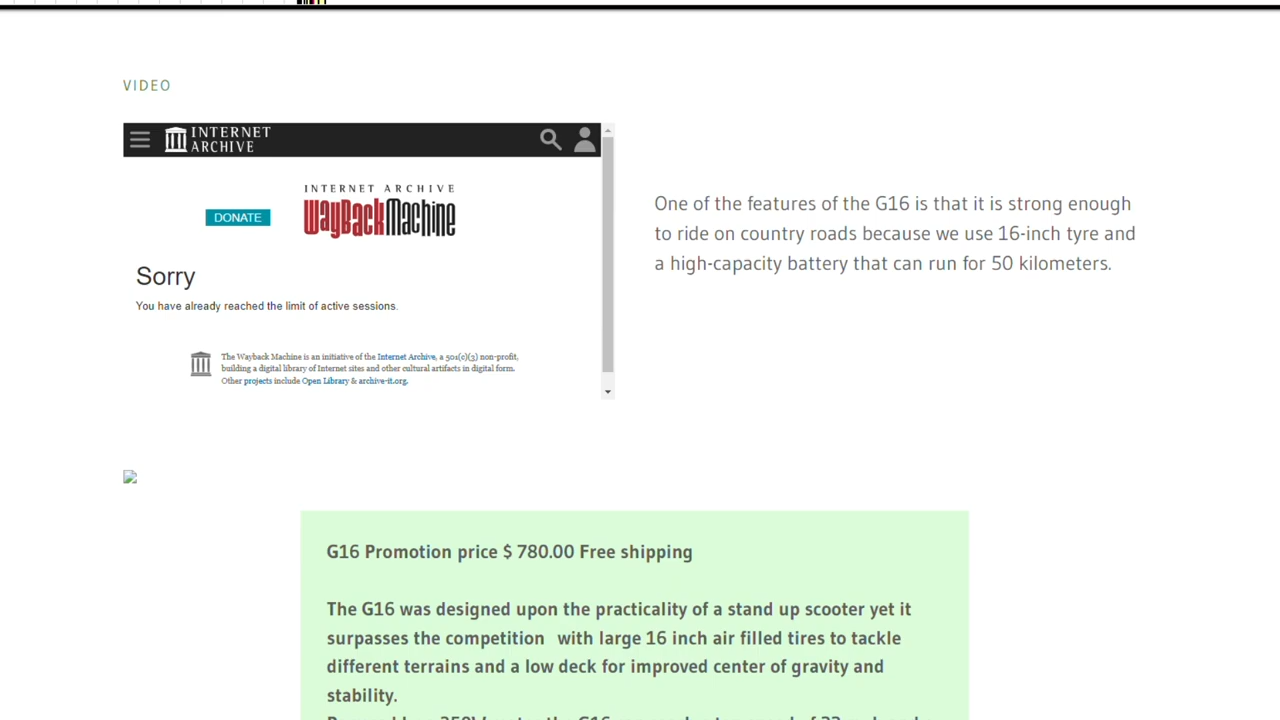 VIDEO
INTERNET
ARCHIVE
INTERNET ARCHIVE
DONATE
WayBackMachine
Sorry
You have already reached the limit of active sessions.
The Wayback Machine is an initiative of the Internet Archive, a 501(c)(3) non-profit,
building a digital library of Internet sites and other cultural artifacts in digital form.
Other projects include Open Library & archive-it.org.
One of the features of the G16 is that it is strong enough
to ride on country roads because we use 16-inch tyre and
a high-capacity battery that can run for 50 kilometers.
G16 Promotion price $ 780.00 Free shipping
The G16 was designed upon the practicality of a stand up scooter yet it
surpasses the competition with large 16 inch air filled tires to tackle
different terrains and a low deck for improved center of gravity and
stability.